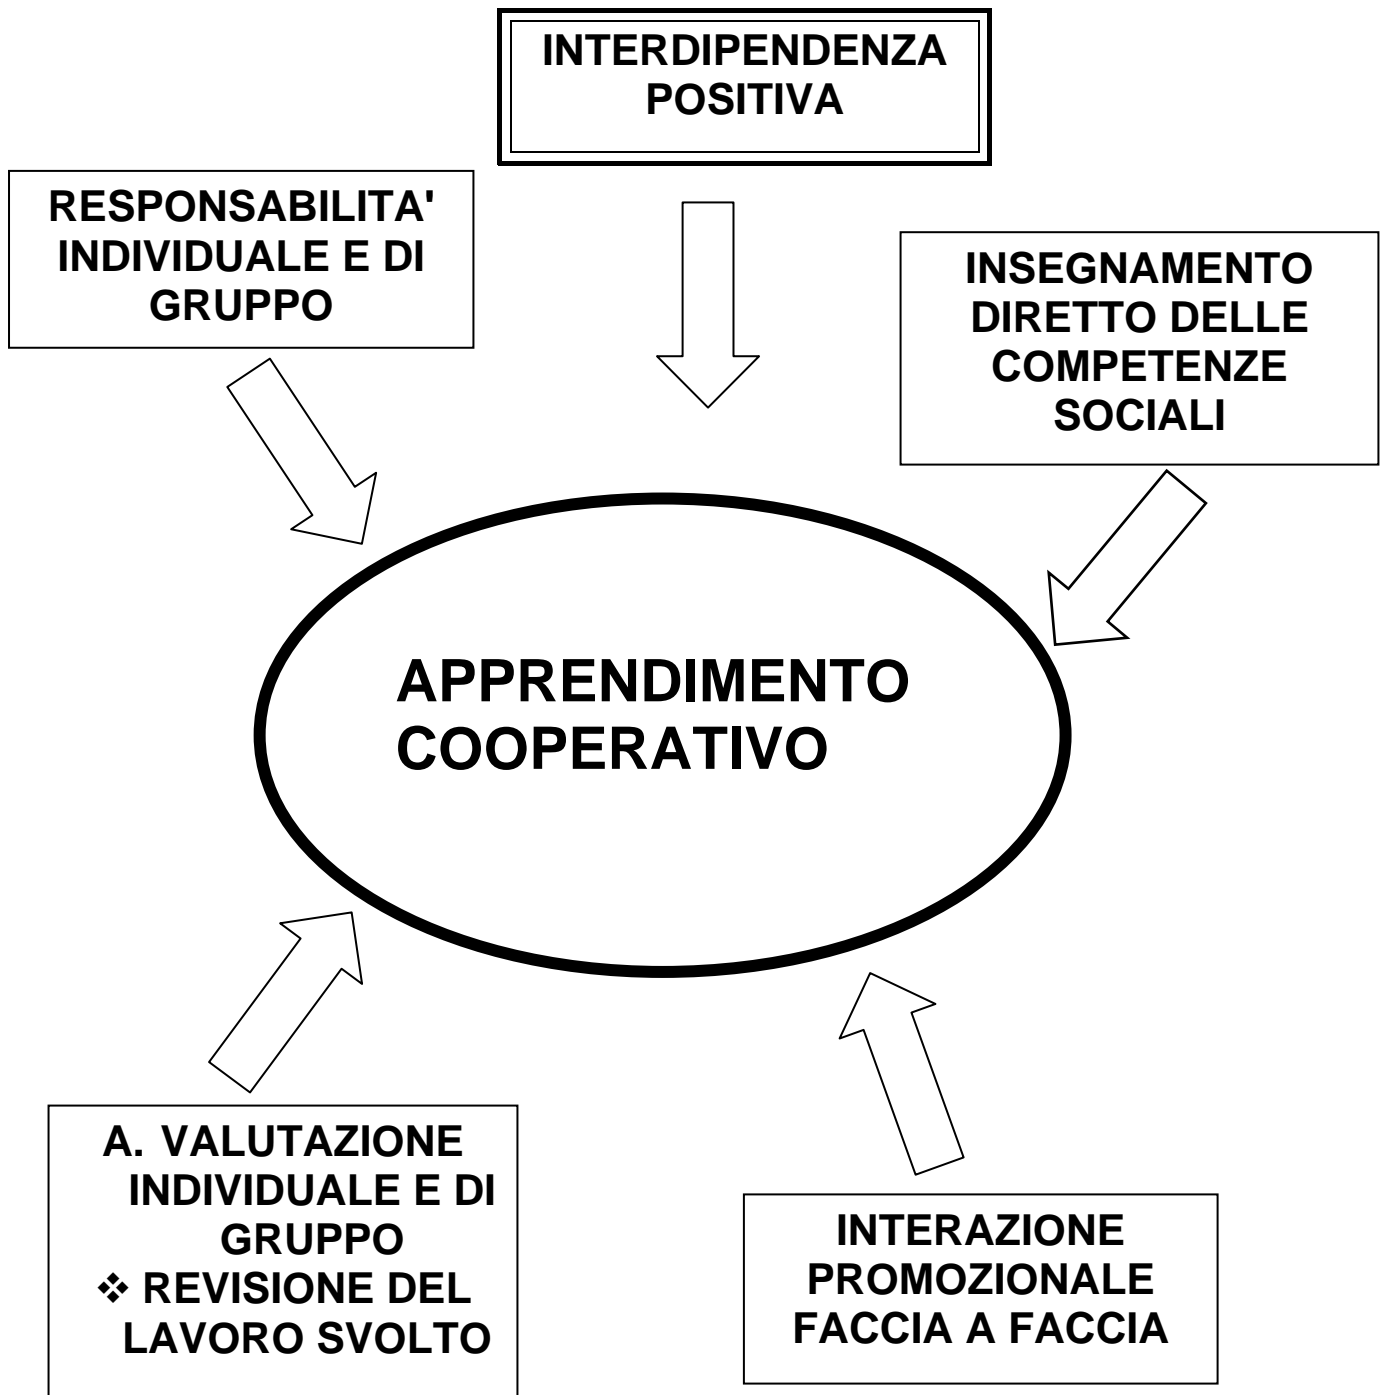 INTERDIPENDENZA
POSITIVA
RESPONSABILITA'
INDIVIDUALE E DI
GRUPPO
INSEGNAMENTO
DIRETTO DELLE
COMPETENZE
SOCIALI
APPRENDIMENTO
COOPERATIVO
A. VALUTAZIONE
INDIVIDUALE E DI
GRUPPO
❖ REVISIONE DEL
LAVORO SVOLTO
INTERAZIONE
PROMOZIONALE
FACCIA A FACCIA